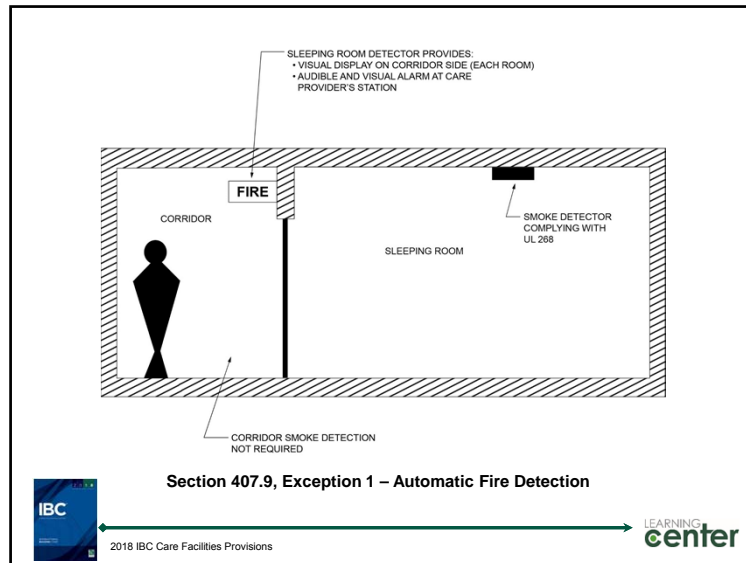 SLEEPING ROOM DETECTOR PROVIDES:
• VISUAL DISPLAY ON CORRIDOR SIDE (EACH ROOM)
• AUDIBLE AND VISUAL ALARM AT CARE
PROVIDER'S STATION
FIRE
CORRIDOR
SLEEPING ROOM
SMOKE DETECTOR
COMPLYING WITH
UL 268
CORRIDOR SMOKE DETECTION
NOT REQUIRED
Section 407.9, Exception 1 – Automatic Fire Detection
IBC
2018 IBC Care Facilities Provisions
LEARNING
center